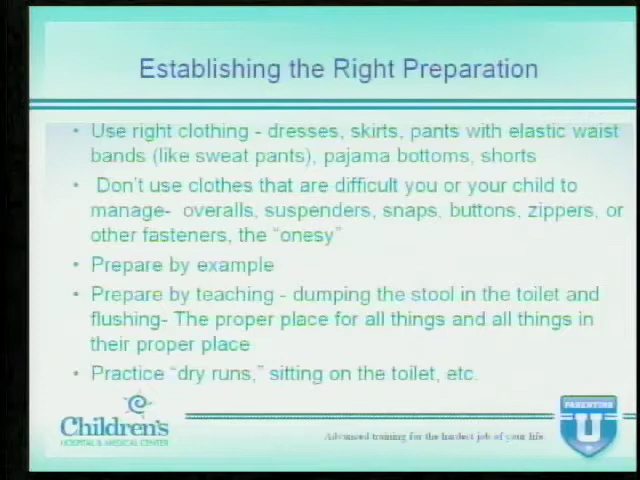 Establishing the Right Preparation
• Use right clothing - dresses, skirts, pants with elastic waist
bands (like sweat pants), pajama bottoms, shorts
• Don't use clothes that are difficult you or your child to
manage- overalls, suspenders, snaps, buttons, zippers, or
other fasteners, the "onesy"
• Prepare by example
• Prepare by teaching - dumping the stool in the toilet and
flushing- The proper place for all things and all things in
their proper place
• Practice "dry runs," sitting on the toilet, etc.
Children's
HOSPITAL & MEDICAL CENTER
Advanced training for the hardest job of your life.
PARENTING
U